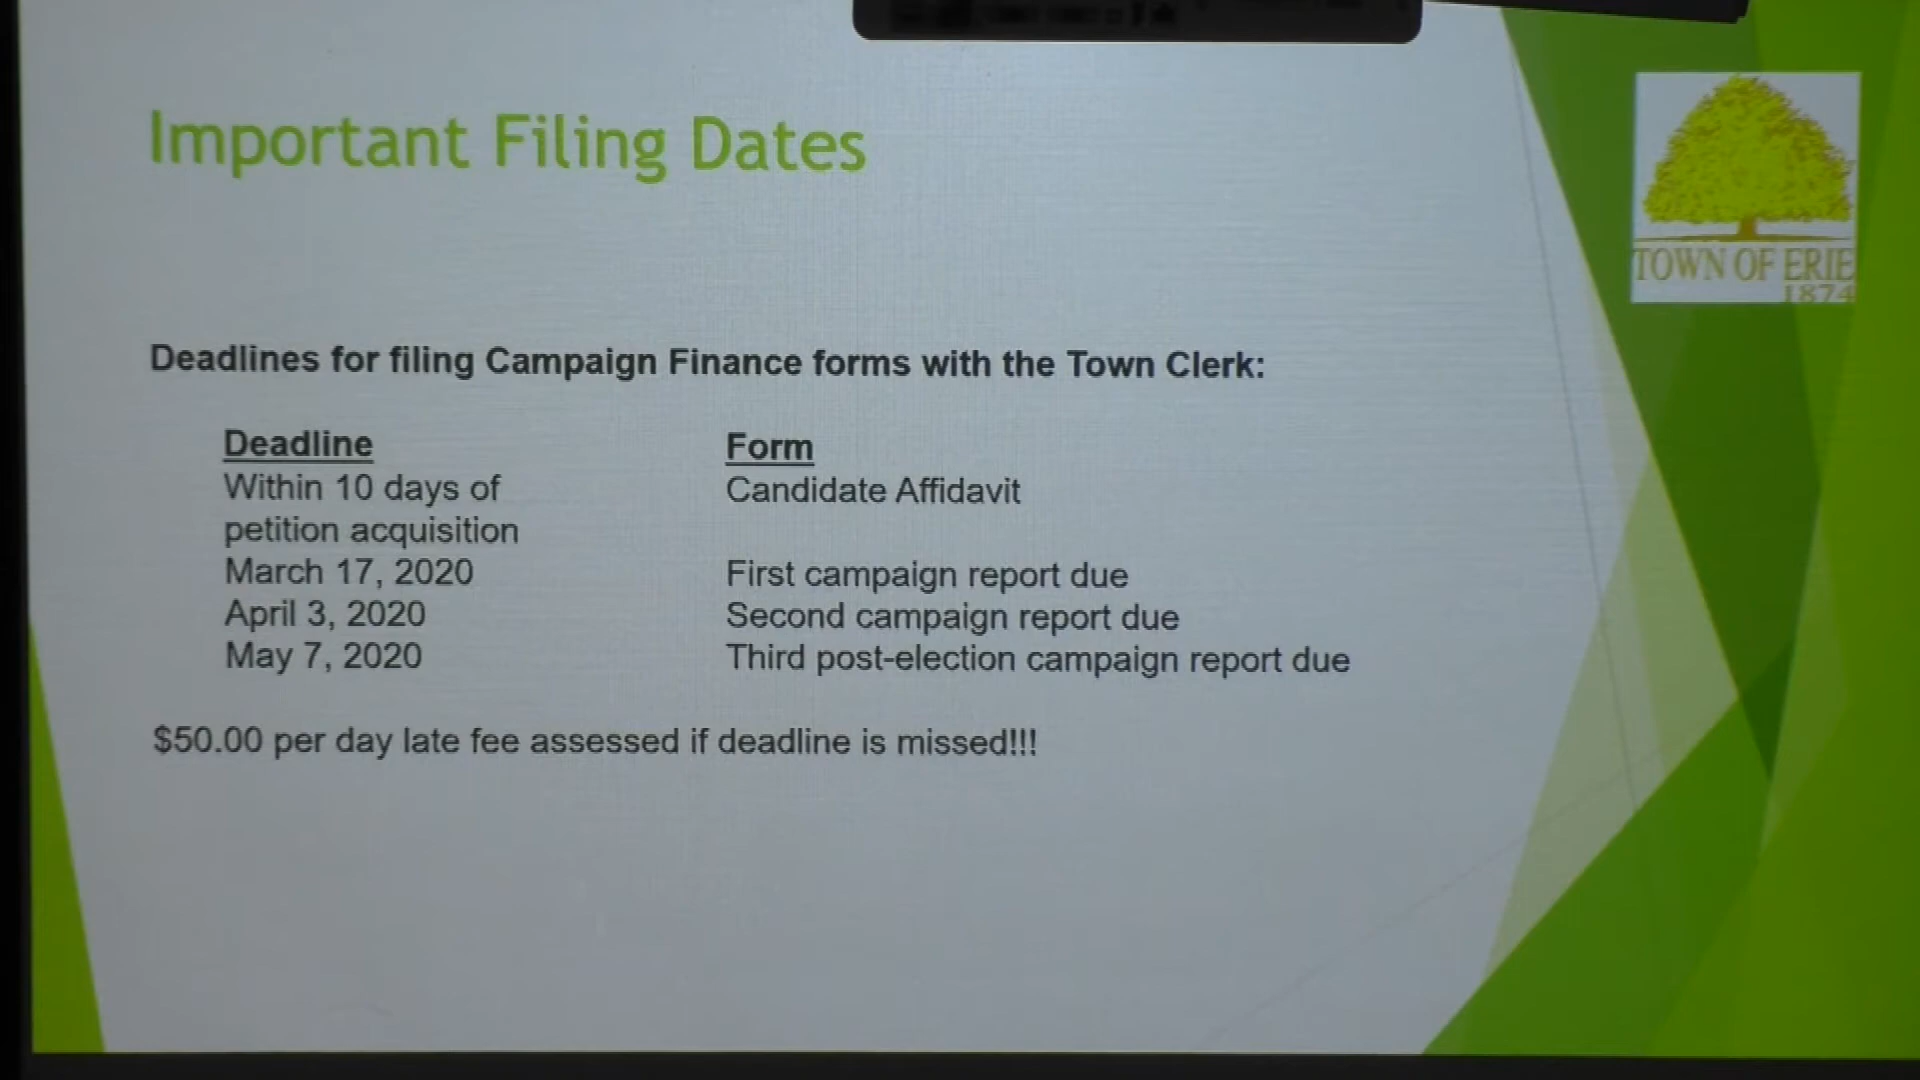 Important Filing Dates
TOWN OF ERIE
1874
Deadlines for filing Campaign Finance forms with the Town Clerk:
Deadline Form
Within 10 days of Candidate Affidavit
petition acquisition
March 17, 2020 First campaign report due
April 3, 2020 Second campaign report due
May 7, 2020 Third post-election campaign report due
$50.00 per day late fee assessed if deadline is missed!!!